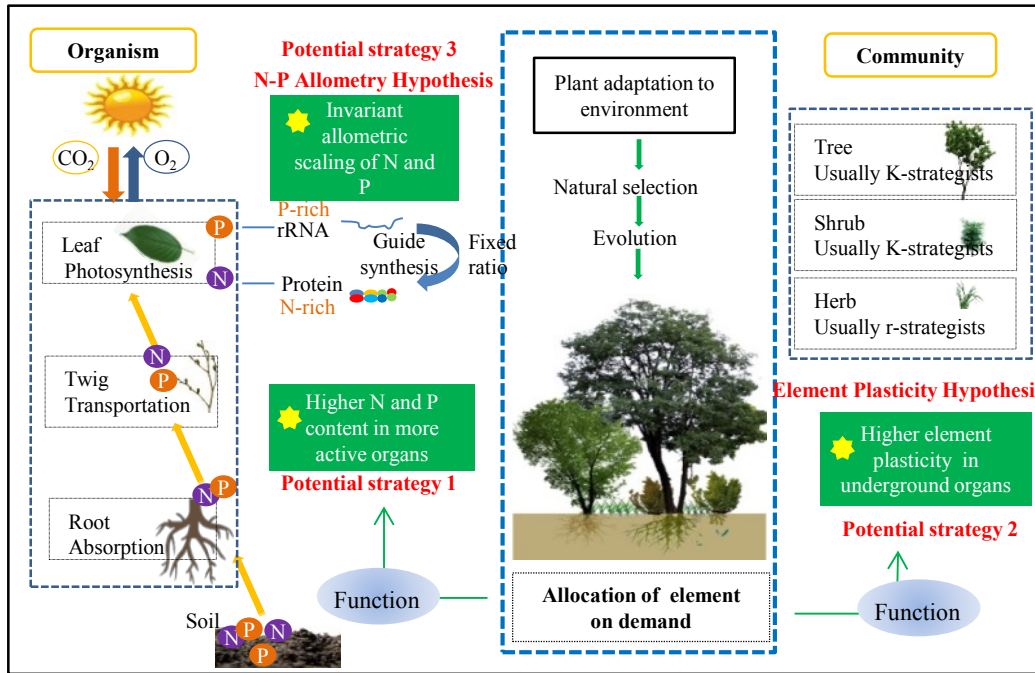 Organism
CO2
O2
Leaf
Photosynthesis
P
N
N
P
Twig
Transportation
N
P
Root
Absorption
Soil
N
P
N
P
Potential strategy 3
N-P Allometry Hypothesis
Invariant
allometric
scaling of N and
P
P-rich
rRNA
Guide
synthesis
Fixed
ratio
Protein
N-rich
Higher N and P
content in more
active organs
Potential strategy 1
Function
Plant adaptation to
environment
Natural selection
Evolution
Allocation of element
on demand
Community
Tree
Usually K-strategists
Shrub
Usually K-strategists
Herb
Usually r-strategists
Element Plasticity Hypothesi
Higher element
plasticity in
underground organs
Potential strategy 2
Function